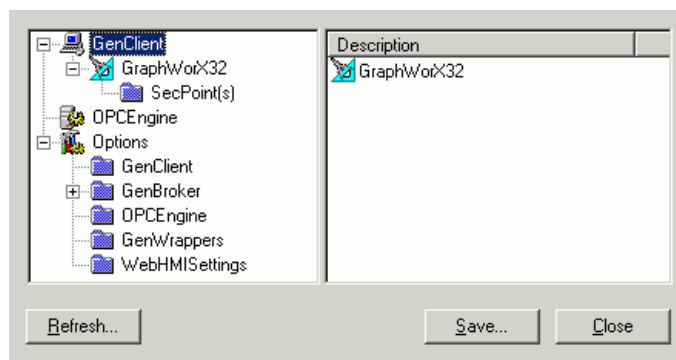 GenClient
GraphWorX32
SecPoint(s)
OPCEngine
Options
GenClient
GenBroker
OPCEngine
GenWrappers
WebHMISettings
Description
GraphWorX32
Refresh...
Save...
Close